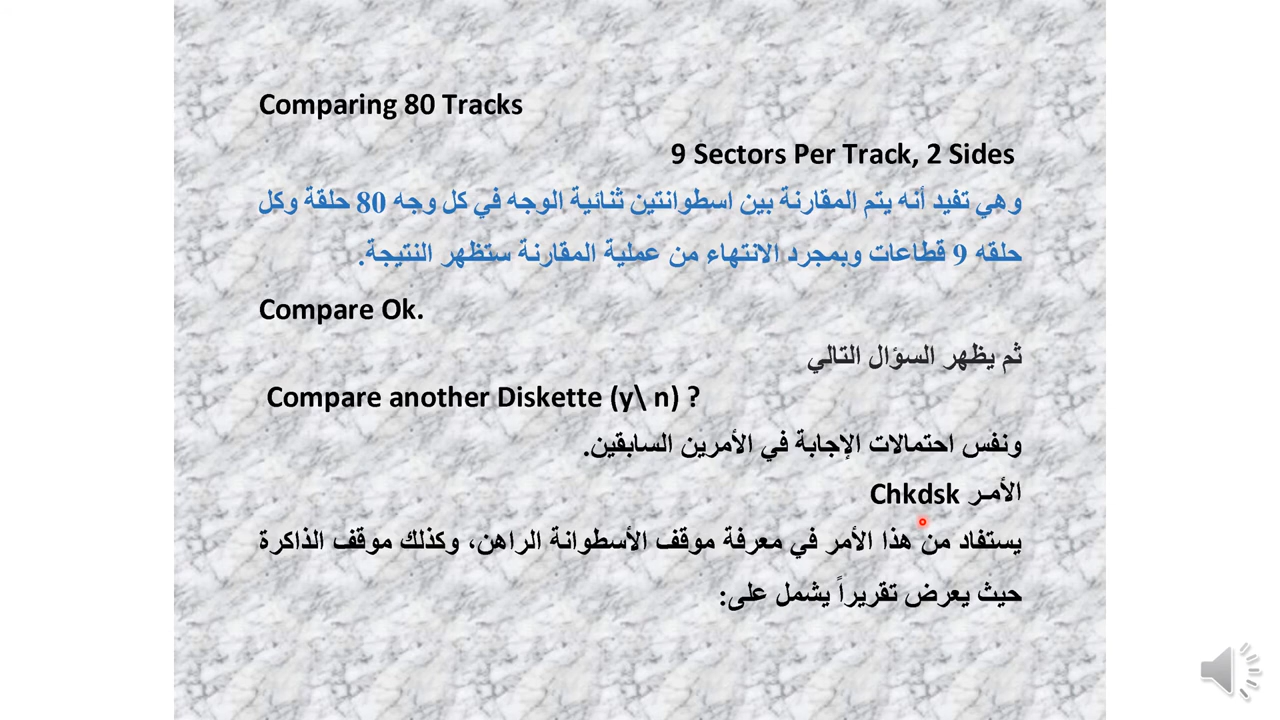 Comparing 80 Tracks
9 Sectors Per Track, 2 Sides
وهي تفيد أنه يتم المقارنة بين اسطوانتين ثنائية الوجه في كل وجه 80 حلقة وكل
حلقه 9 قطاعات وبمجرد الانتهاء من عملية المقارنة ستظهر النتيجة.
Compare Ok.
ثم يظهر السؤال التالي
Compare another Diskette (y\ n) ?
ونفس احتمالات الإجابة في الأمرين السابقين.
الأمـر Chkdsk
يستفاد من هذا الأمر في معرفة موقف الأسطوانة الراهن، وكذلك موقف الذاكرة
حيث يعرض تقريراً يشمل على: